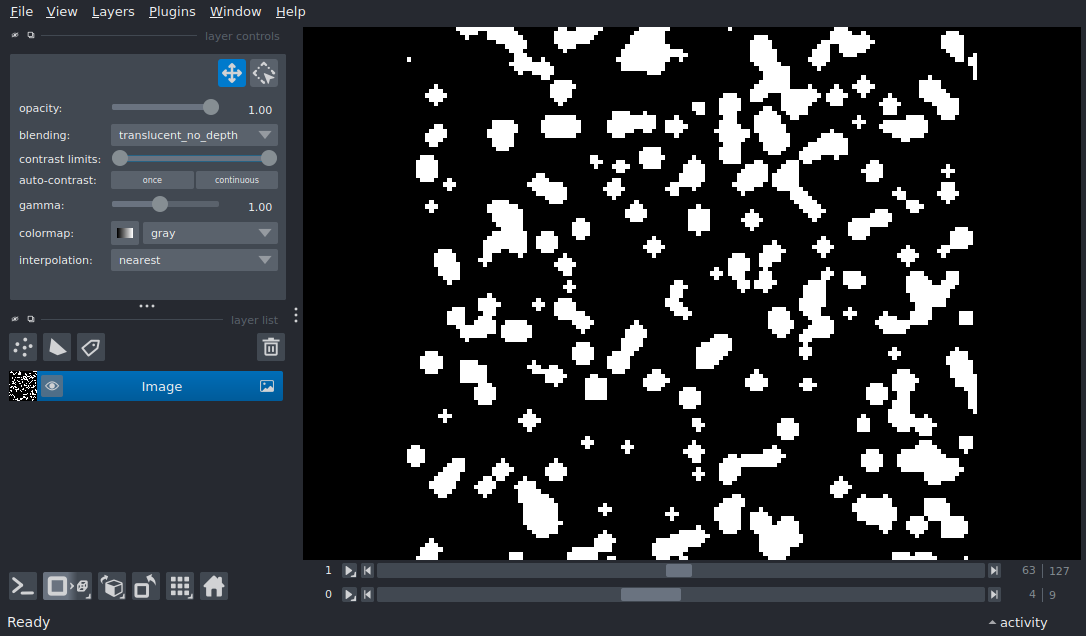 File View Layers Plugins Window Help
layer controls
opacity: 1.00
blending: translucent_no_depth
contrast limits:
auto-contrast: once continuous
gamma: 1.00
colormap: gray
interpolation: nearest
layer list
Image
1 63 127
0 4 9
Ready activity